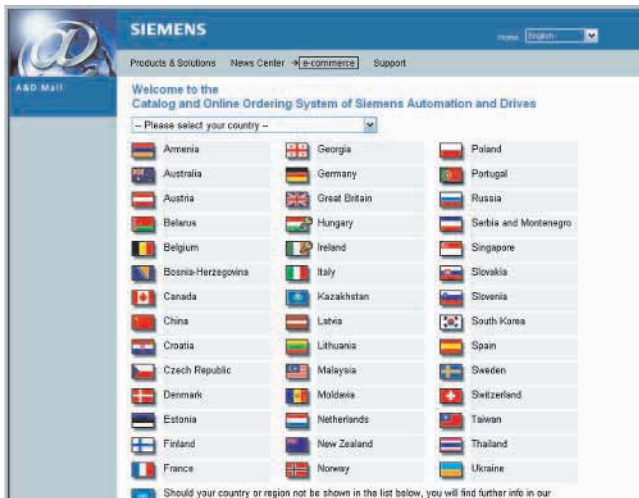 SIEMENS
Home English
Products & Solutions News Center e-commerce Support
A&D Mall
Welcome to the
Catalog and Online Ordering System of Siemens Automation and Drives
-- Please select your country --
Armenia Georgia Poland
Australia Germany Portugal
Austria Great Britain Russia
Belarus Hungary Serbia and Montenegro
Belgium Ireland Singapore
Bosnia-Herzegovina Italy Slovakia
Canada Kazakhstan Slovenia
China Latvia South Korea
Croatia Lithuania Spain
Czech Republic Malaysia Sweden
Denmark Moldavia Switzerland
Estonia Netherlands Taiwan
Finland New Zealand Thailand
France Norway Ukraine
Should your country or region not be shown in the list below, you will find further info in our